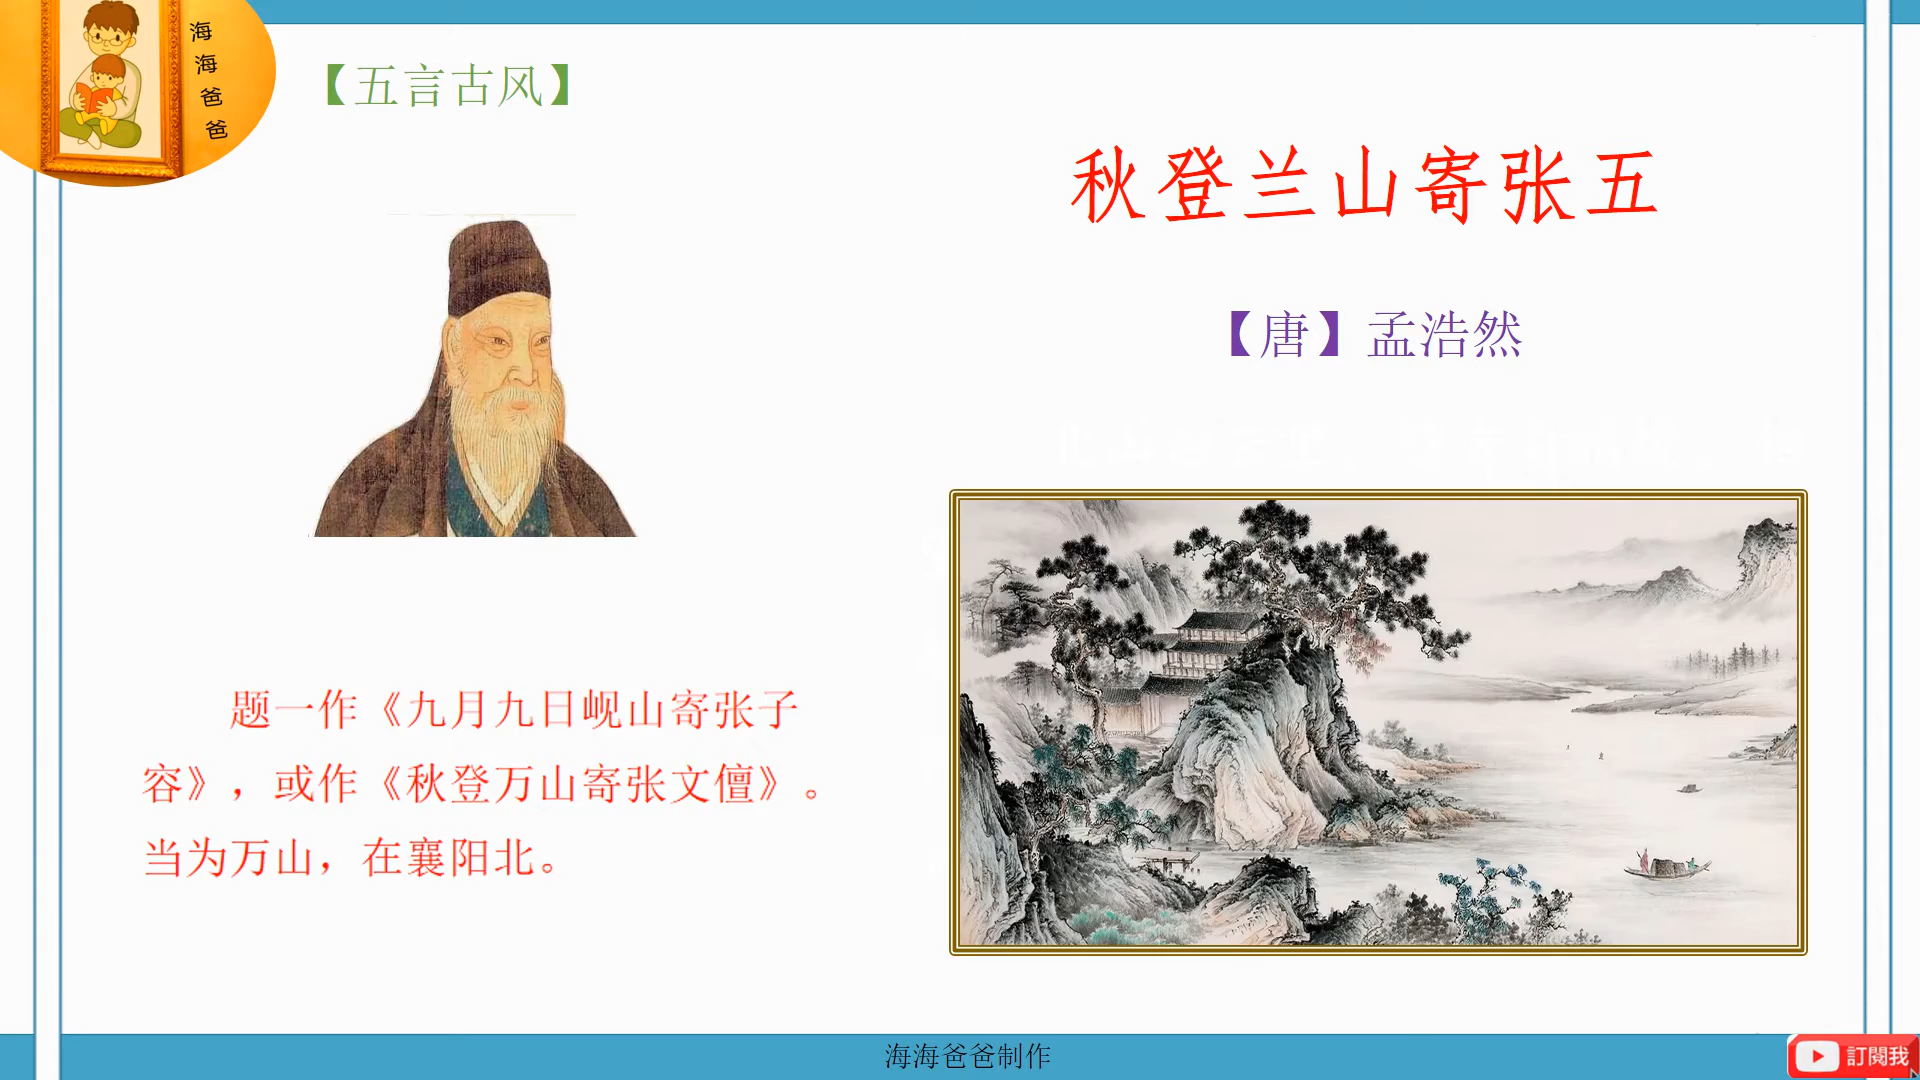 海海爸爸
【五言古风】
秋登兰山寄张五
【唐】孟浩然
题一作《九月九日岘山寄张子
容》，或作《秋登万山寄张文儃》。
当为万山，在襄阳北。
海海爸爸制作
訂閱我